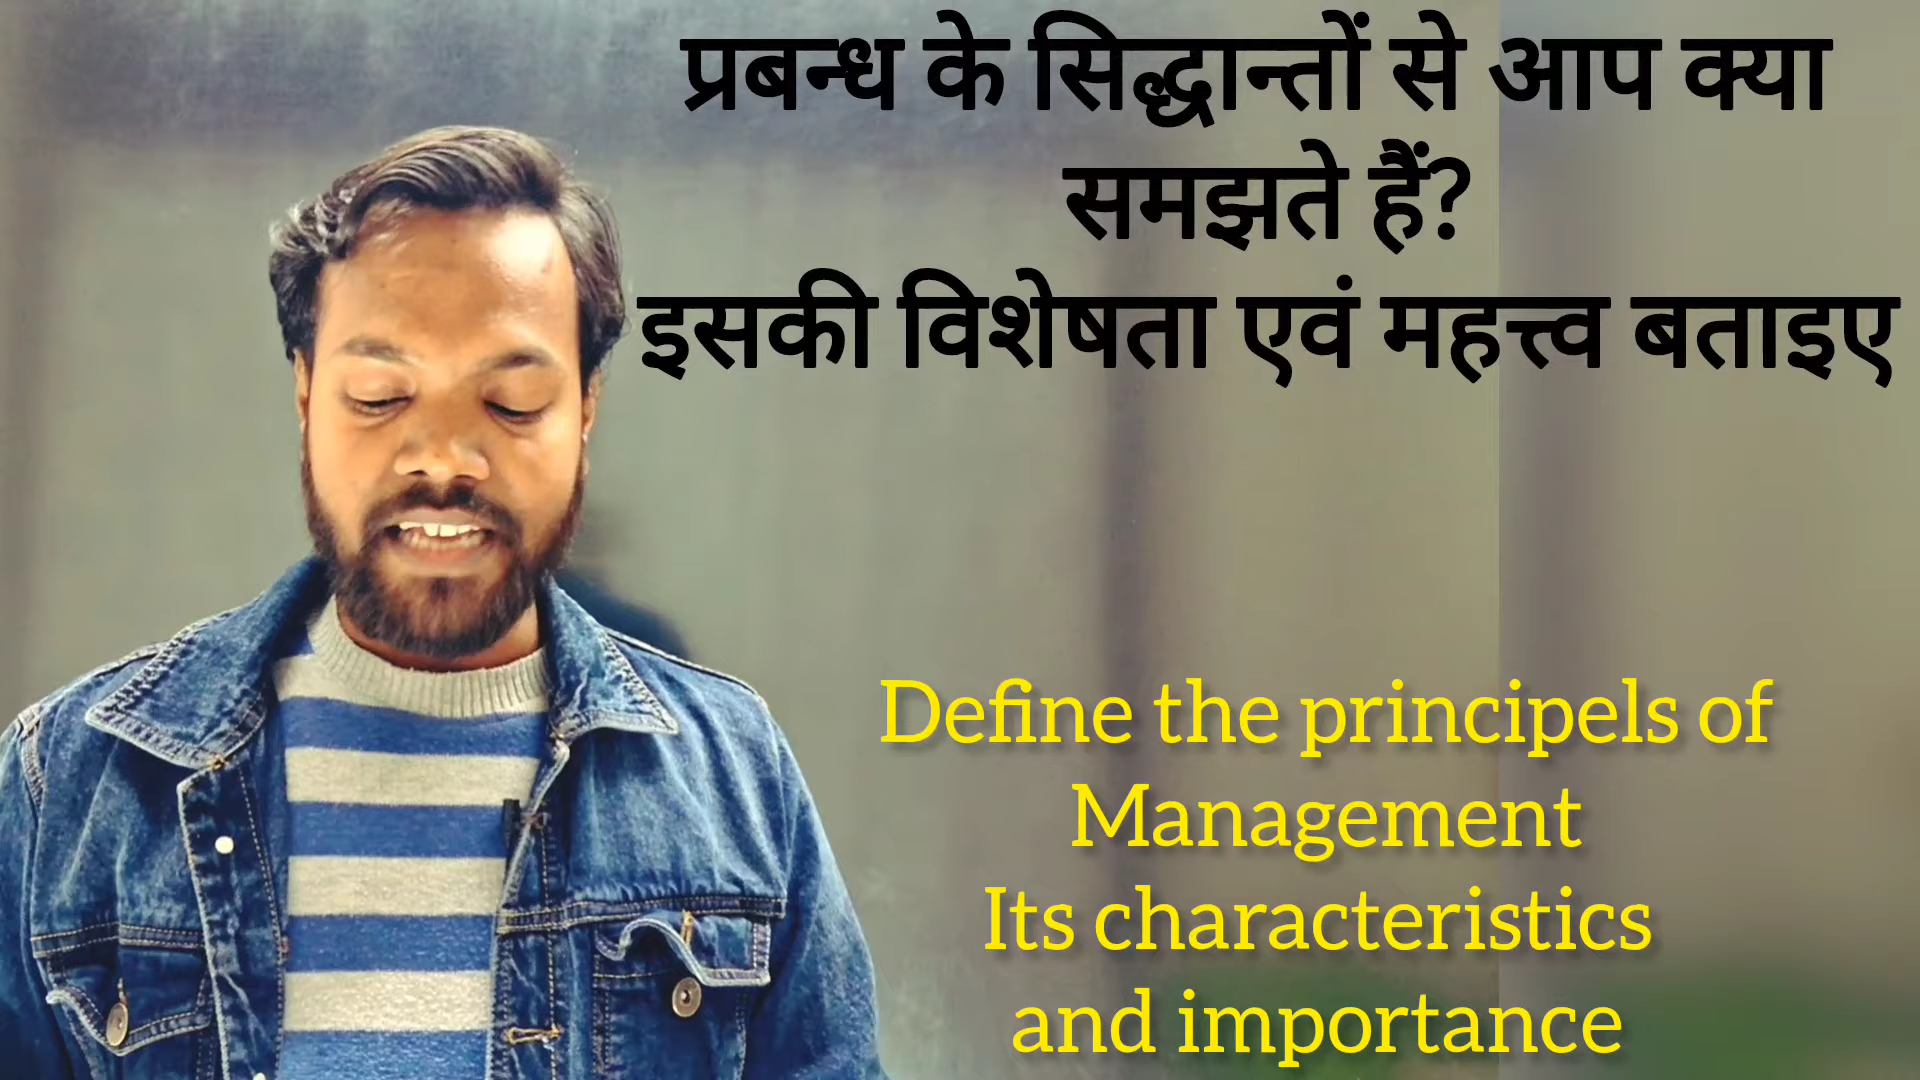 प्रबन्ध के सिद्धान्तों से आप क्या
समझते हैं?
इसकी विशेषता एवं महत्त्व बताइए
Define the principels of
Management
Its characteristics
and importance